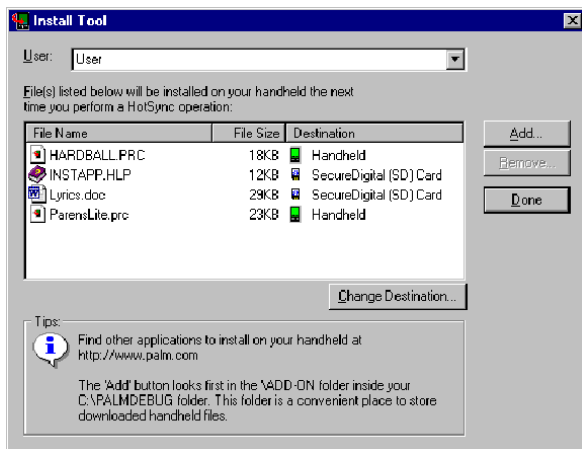 Install Tool
User: User
File(s) listed below will be installed on your handheld the next
time you perform a HotSync operation:
File Name File Size Destination
HARDBALL.PRC 18KB Handheld
INSTAPP.HLP 12KB SecureDigital (SD) Card
Lyrics.doc 29KB SecureDigital (SD) Card
ParensLite.prc 23KB Handheld
Add...
Remove...
Done
Change Destination...
Tips:
Find other applications to install on your handheld at
http://www.palm.com
The 'Add' button looks first in the \ADD-ON folder inside your
C:\PALMDEBUG folder. This folder is a convenient place to store
downloaded handheld files.